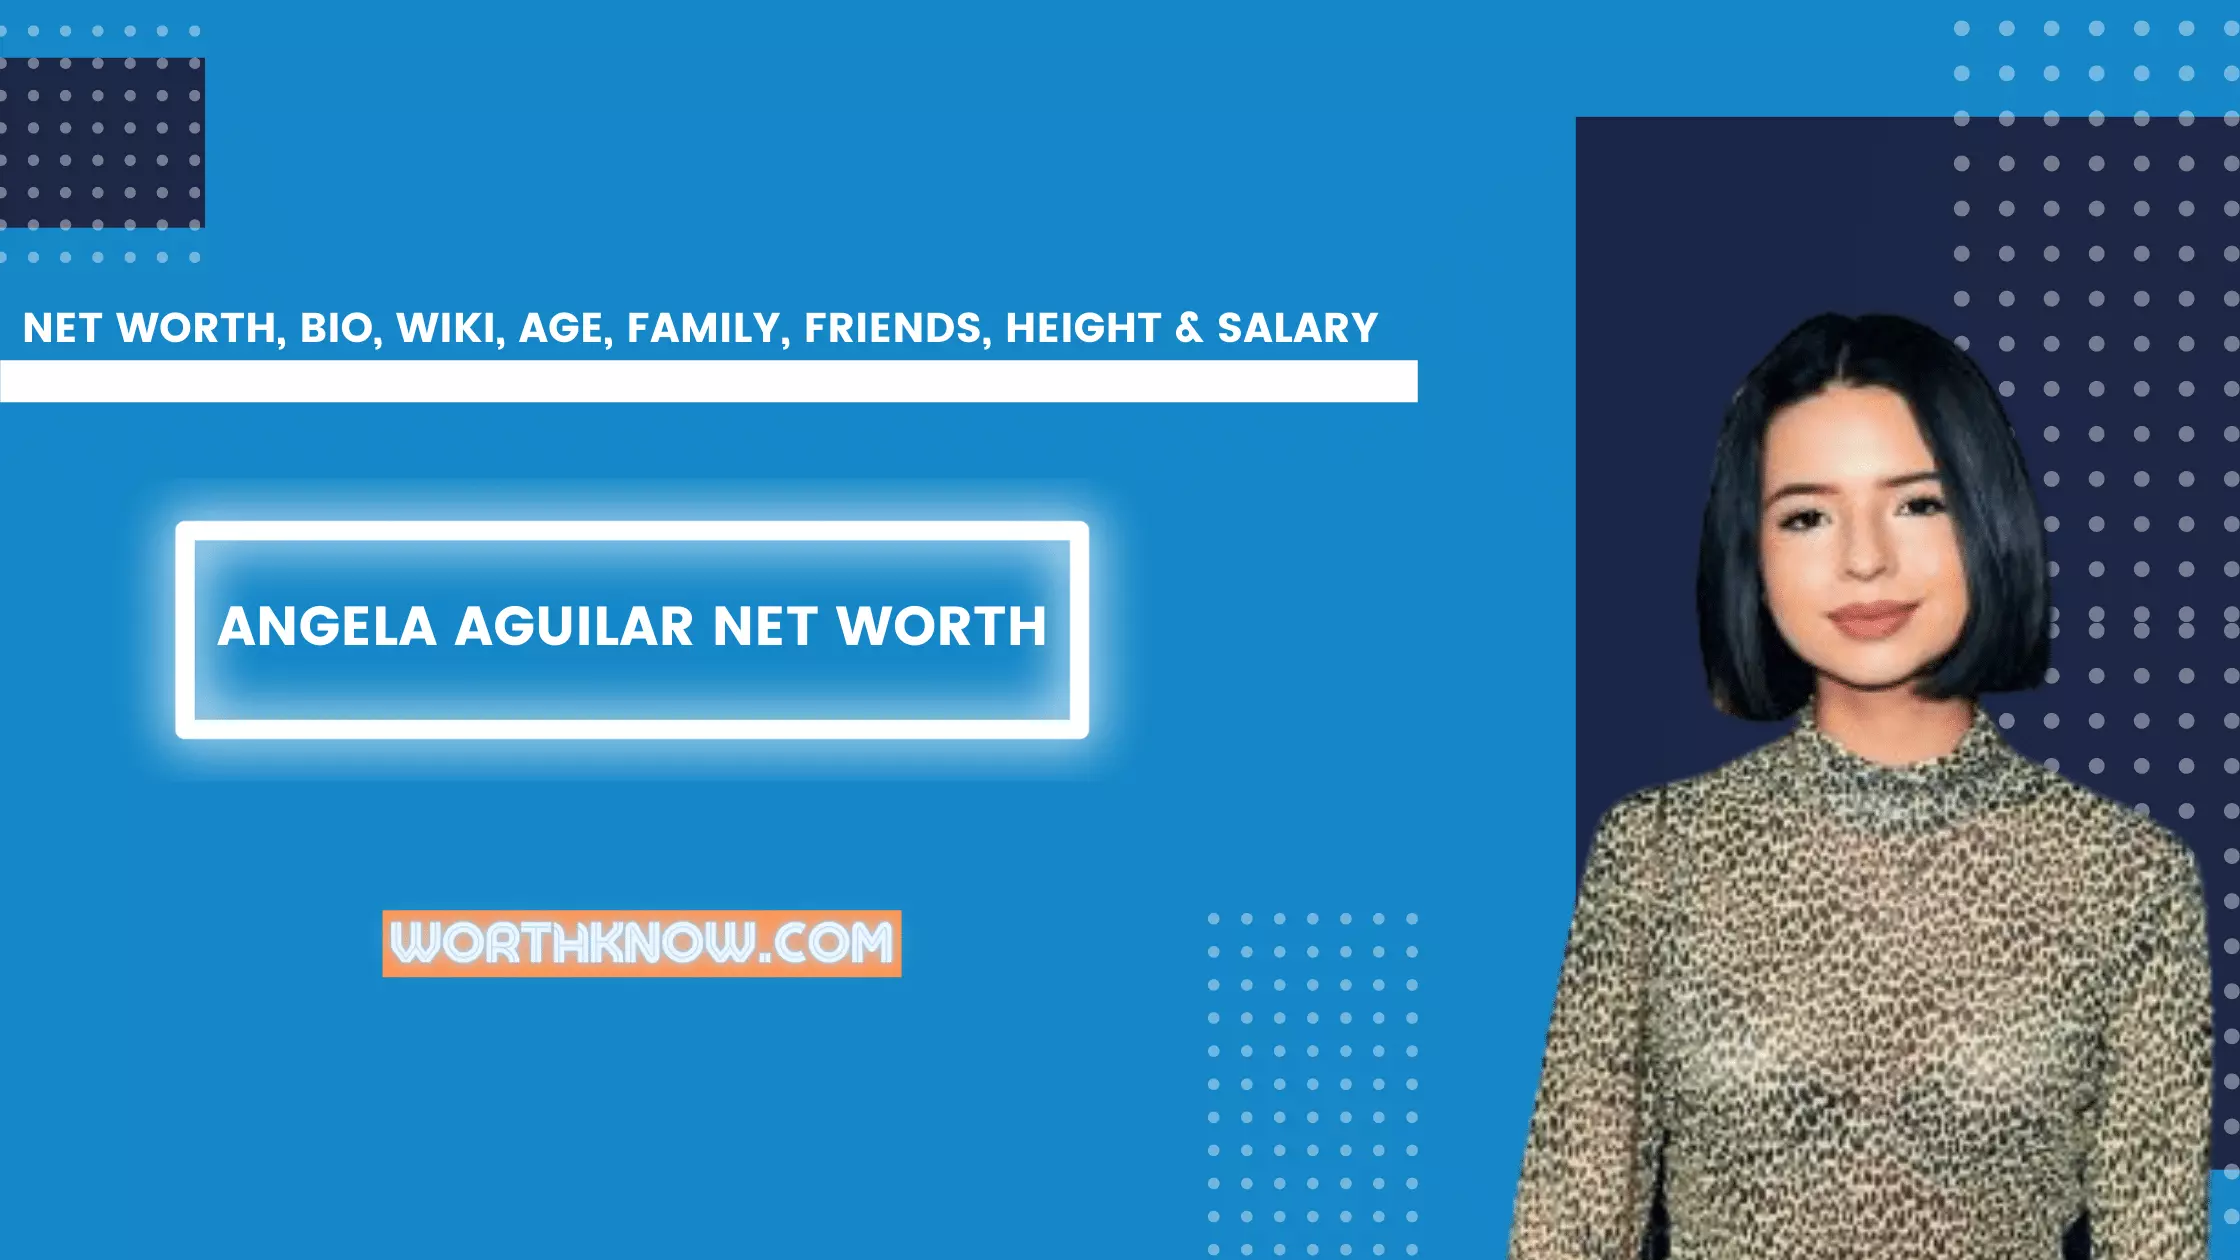 NET WORTH, BIO, WIKI, AGE, FAMILY, FRIENDS, HEIGHT & SALARY
ANGELA AGUILAR NET WORTH
WORTHKNOW.COM